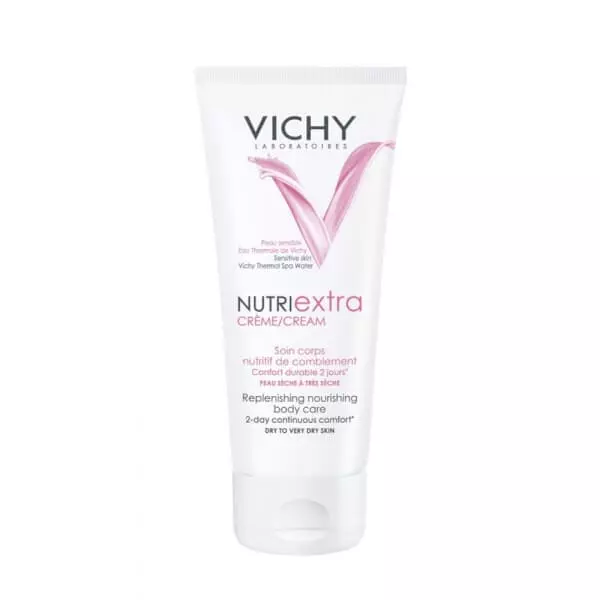 VICHY
LABORATOIRES
Peau sensible
Eau Thermale de Vichy
Sensitive skin
Vichy Thermal Spa Water
NUTRIextra
CRÈME/CREAM
Soin corps
nutritif de comblement
Confort durable 2 jours*
PEAU SÈCHE À TRÈS SÈCHE
Replenishing nourishing
body care
2-day continuous comfort*
DRY TO VERY DRY SKIN